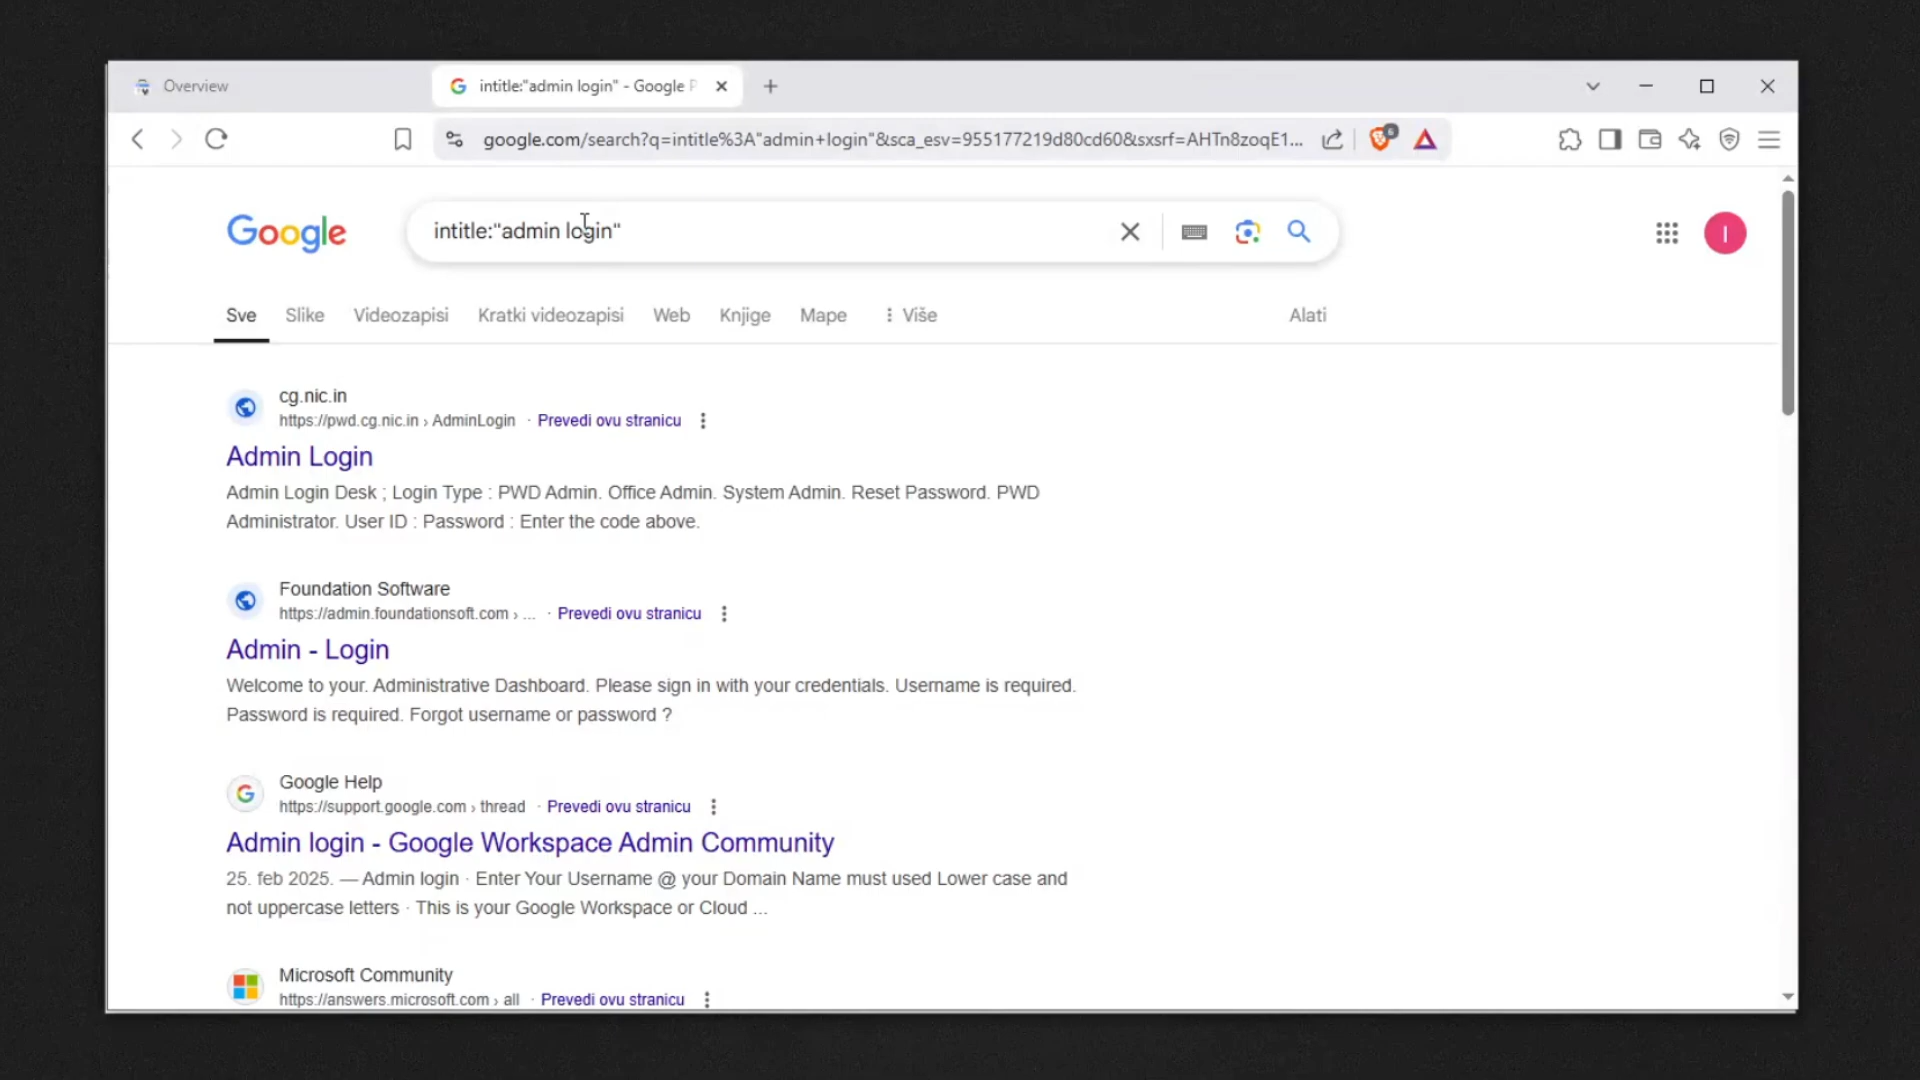 Overview
intitle:"admin login" - Google P
google.com/search?q=intitle%3A"admin+login"&sca_esv=955177219d80cd60&sxsrf=AHTn8zoqE1...
6
Google
intitle:"admin login"
I
Sve
Slike
Videozapisi
Kratki videozapisi
Web
Knjige
Mape
Više
Alati
cg.nic.in
https://pwd.cg.nic.in › AdminLogin · Prevedi ovu stranicu
Admin Login
Admin Login Desk ; Login Type : PWD Admin. Office Admin. System Admin. Reset Password. PWD
Administrator. User ID : Password : Enter the code above.
Foundation Software
https://admin.foundationsoft.com › ... · Prevedi ovu stranicu
Admin - Login
Welcome to your. Administrative Dashboard. Please sign in with your credentials. Username is required.
Password is required. Forgot username or password ?
Google Help
https://support.google.com › thread · Prevedi ovu stranicu
Admin login - Google Workspace Admin Community
25. feb 2025. — Admin login · Enter Your Username @ your Domain Name must used Lower case and
not uppercase letters · This is your Google Workspace or Cloud ...
Microsoft Community
https://answers.microsoft.com › all · Prevedi ovu stranicu